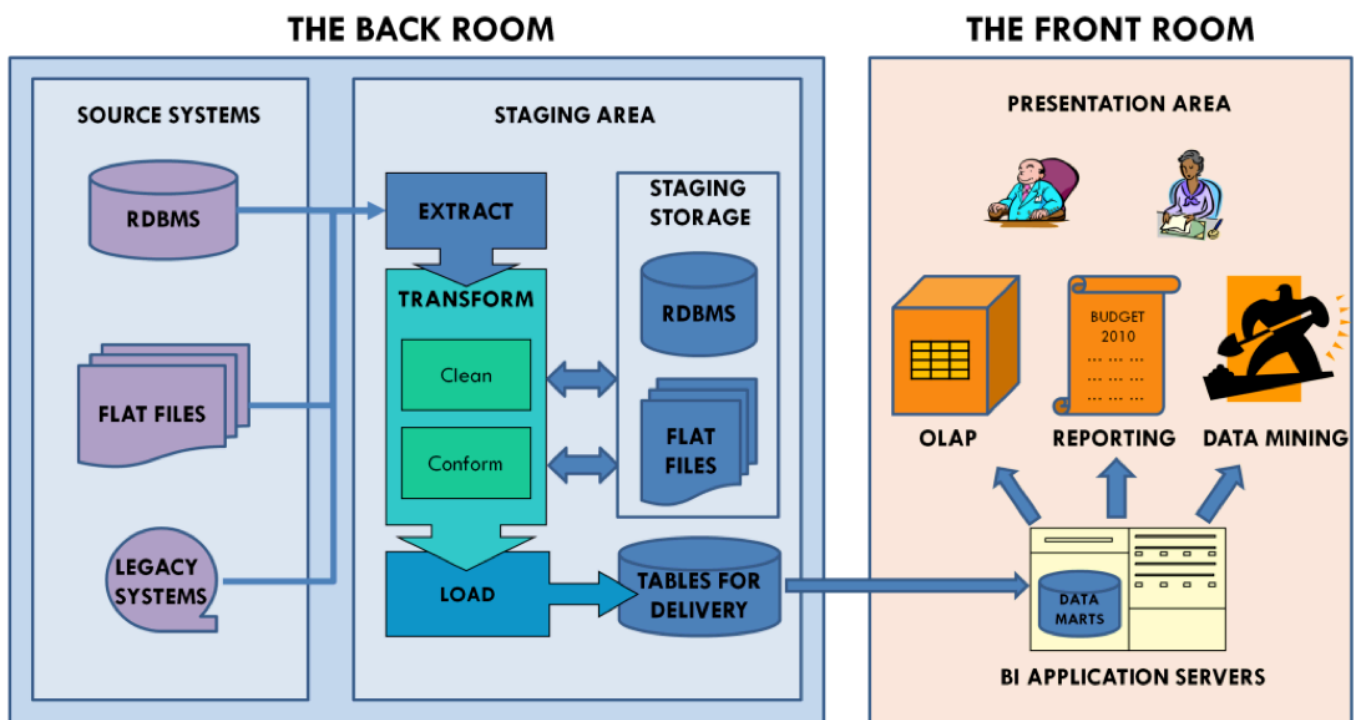 THE BACK ROOM
SOURCE SYSTEMS
RDBMS
FLAT FILES
LEGACY
SYSTEMS
STAGING AREA
EXTRACT
TRANSFORM
Clean
Conform
LOAD
STAGING
STORAGE
RDBMS
FLAT
FILES
TABLES FOR
DELIVERY
THE FRONT ROOM
PRESENTATION AREA
OLAP
BUDGET
2010
... ... ...
... ... ...
... ... ...
REPORTING
DATA MINING
DATA
MARTS
BI APPLICATION SERVERS